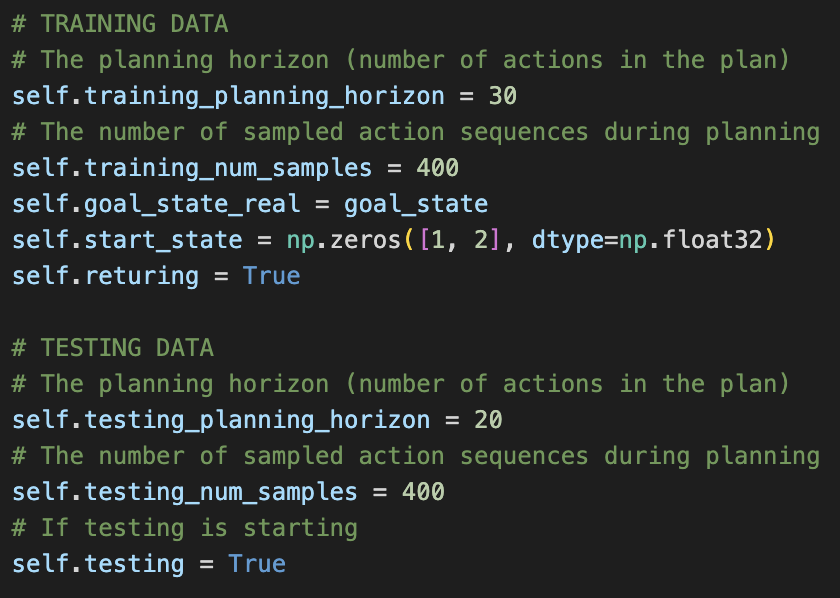 # TRAINING DATA
# The planning horizon (number of actions in the plan)
self.training_planning_horizon = 30
# The number of sampled action sequences during planning
self.training_num_samples = 400
self.goal_state_real = goal_state
self.start_state = np.zeros([1, 2], dtype=np.float32)
self.returing = True
# TESTING DATA
# The planning horizon (number of actions in the plan)
self.testing_planning_horizon = 20
# The number of sampled action sequences during planning
self.testing_num_samples = 400
# If testing is starting
self.testing = True